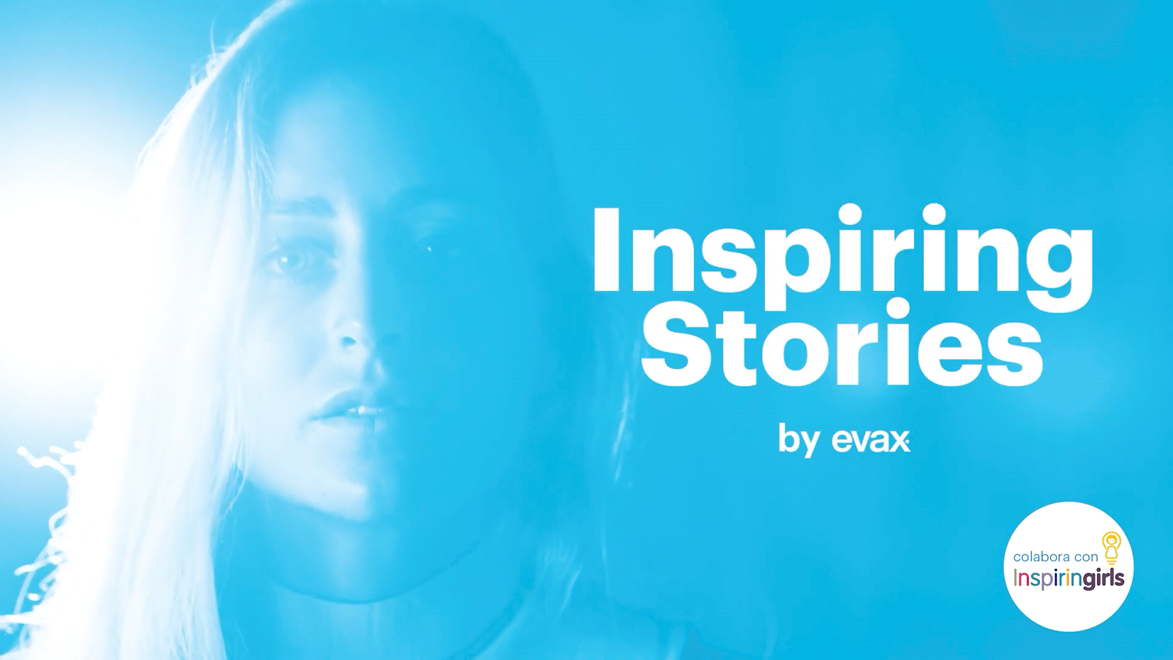 Inspiring
Stories
by evax
colabora con
Inspiringirls